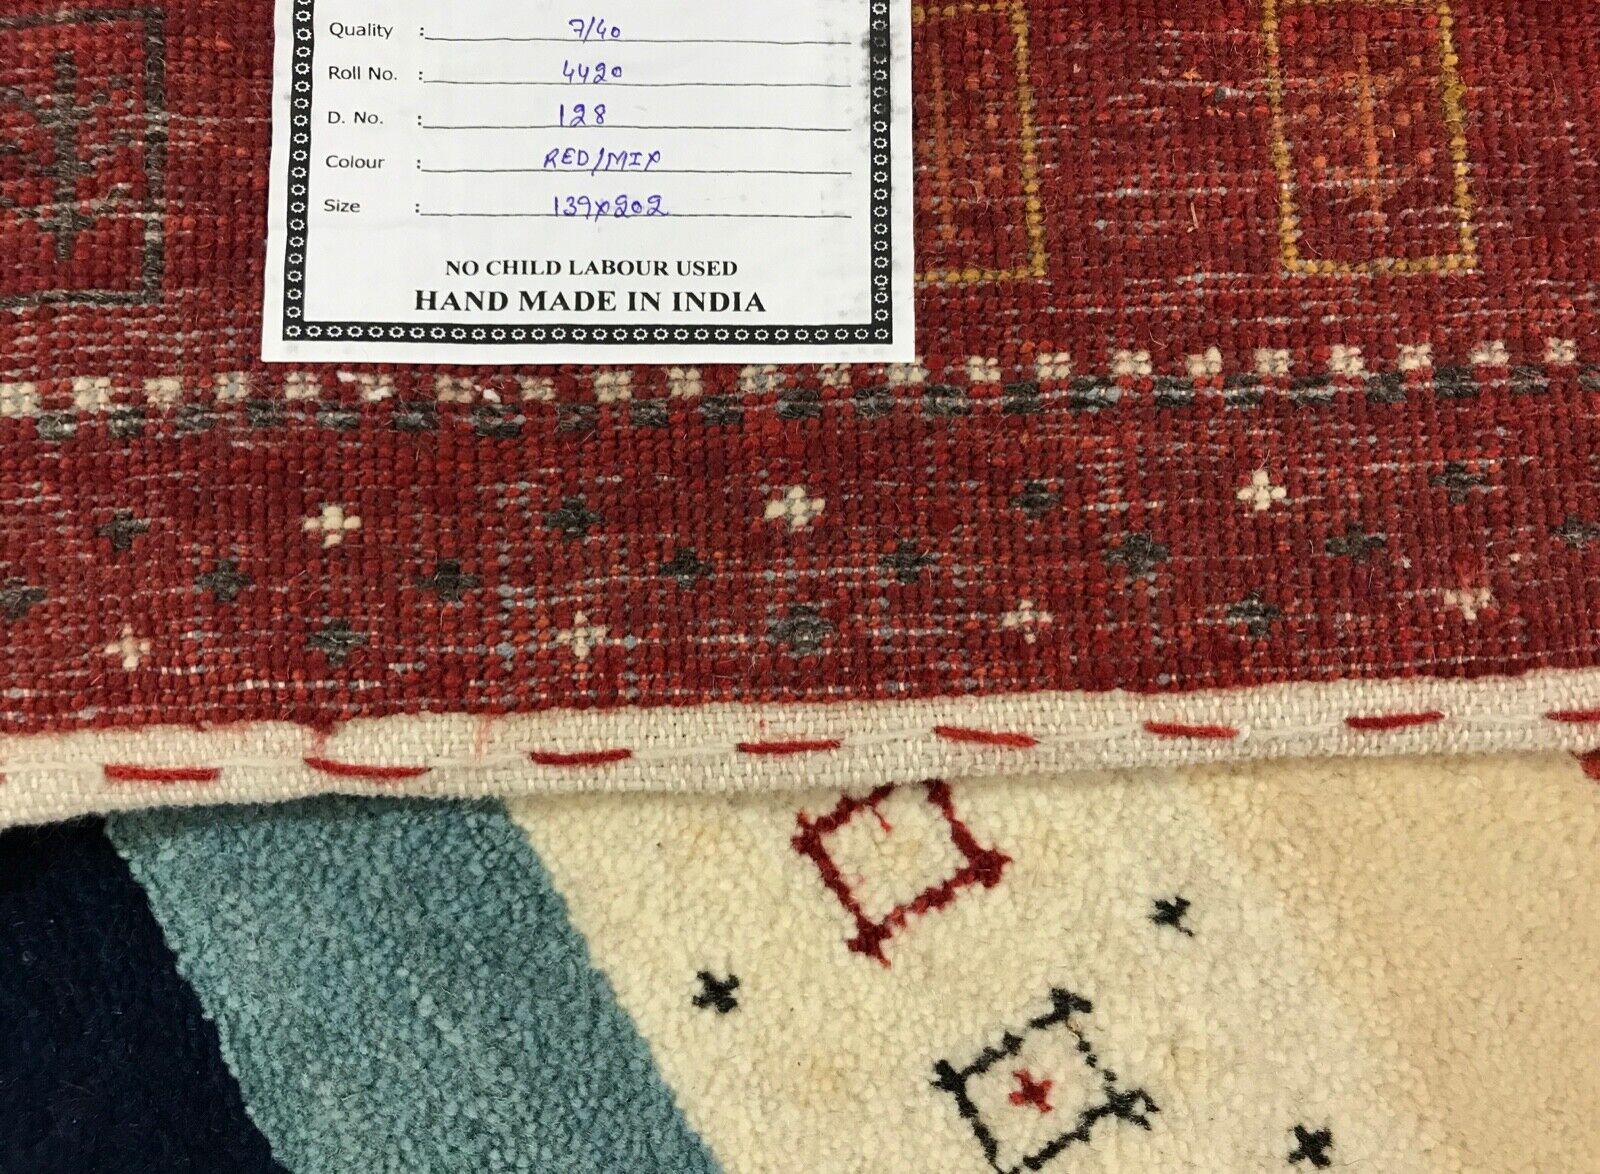 Quality : 7/40
Roll No. : 4420
D. No. : 128
Colour : RED/MIX
Size : 139x202
NO CHILD LABOUR USED
HAND MADE IN INDIA